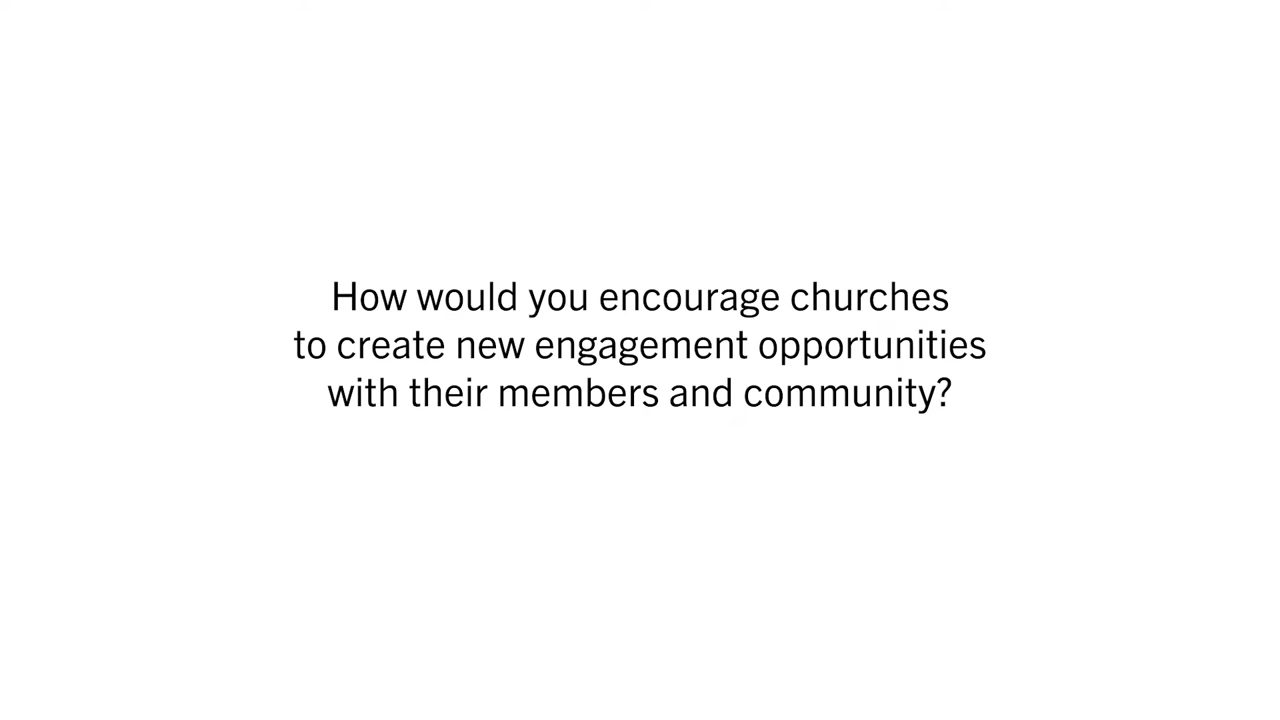 How would you encourage churches
to create new engagement opportunities
with their members and community?